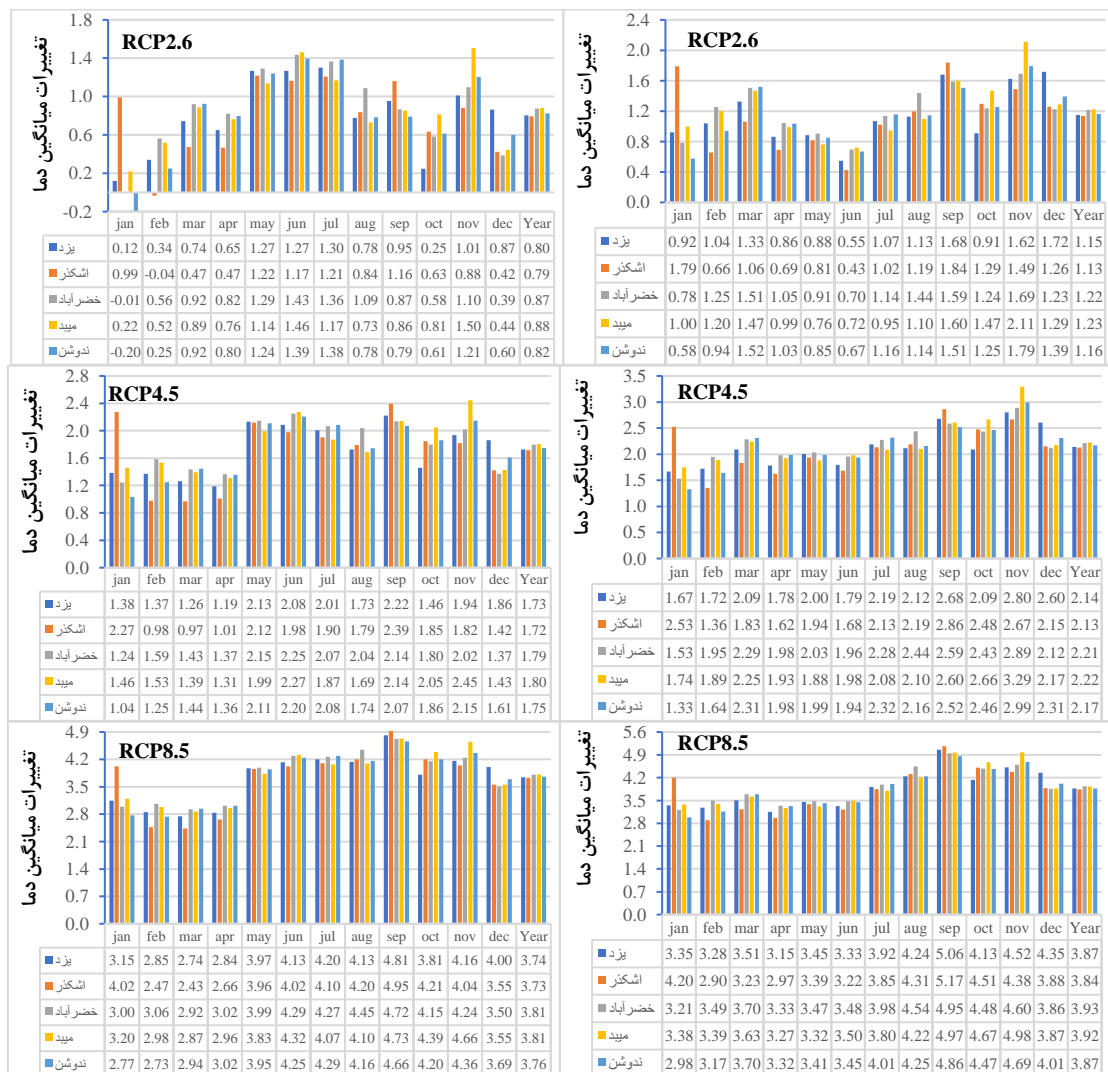 RCP2.6
تغییرات میانگین دما
1.8
1.4
1.0
0.6
0.2
-0.2
jan feb mar apr may jun jul aug sep oct nov dec Year
یزد 0.12 0.34 0.74 0.65 1.27 1.27 1.30 0.78 0.95 0.25 1.01 0.87 0.80
اشکذر 0.99 -0.04 0.47 0.47 1.22 1.17 1.21 0.84 1.16 0.63 0.88 0.42 0.79
خضرآباد -0.01 0.56 0.92 0.82 1.29 1.43 1.36 1.09 0.87 0.58 1.10 0.39 0.87
میبد 0.22 0.52 0.89 0.76 1.14 1.46 1.17 0.73 0.86 0.81 1.50 0.44 0.88
ندوشن -0.20 0.25 0.92 0.80 1.24 1.39 1.38 0.78 0.79 0.61 1.21 0.60 0.82
RCP2.6
تغییرات میانگین دما
2.4
2.0
1.6
1.2
0.8
0.4
0.0
jan feb mar apr may jun jul aug sep oct nov dec Year
یزد 0.92 1.04 1.33 0.86 0.88 0.55 1.07 1.13 1.68 0.91 1.62 1.72 1.15
اشکذر 1.79 0.66 1.06 0.69 0.81 0.43 1.02 1.19 1.84 1.29 1.49 1.26 1.13
خضرآباد 0.78 1.25 1.51 1.05 0.91 0.70 1.14 1.44 1.59 1.24 1.69 1.23 1.22
میبد 1.00 1.20 1.47 0.99 0.76 0.72 0.95 1.10 1.60 1.47 2.11 1.29 1.23
ندوشن 0.58 0.94 1.52 1.03 0.85 0.67 1.16 1.14 1.51 1.25 1.79 1.39 1.16
RCP4.5
تغییرات میانگین دما
2.8
2.4
2.0
1.6
1.2
0.8
0.4
0.0
jan feb mar apr may jun jul aug sep oct nov dec Year
یزد 1.38 1.37 1.26 1.19 2.13 2.08 2.01 1.73 2.22 1.46 1.94 1.86 1.73
اشکذر 2.27 0.98 0.97 1.01 2.12 1.98 1.90 1.79 2.39 1.85 1.82 1.42 1.72
خضرآباد 1.24 1.59 1.43 1.37 2.15 2.25 2.07 2.04 2.14 1.80 2.02 1.37 1.79
میبد 1.46 1.53 1.39 1.31 1.99 2.27 1.87 1.69 2.14 2.05 2.45 1.43 1.80
ندوشن 1.04 1.25 1.44 1.36 2.11 2.20 2.08 1.74 2.07 1.86 2.15 1.61 1.75
RCP4.5
تغییرات میانگین دما
3.5
3.0
2.5
2.0
1.5
1.0
0.5
0.0
jan feb mar apr may jun jul aug sep oct nov dec Year
یزد 1.67 1.72 2.09 1.78 2.00 1.79 2.19 2.12 2.68 2.09 2.80 2.60 2.14
اشکذر 2.53 1.36 1.83 1.62 1.94 1.68 2.13 2.19 2.86 2.48 2.67 2.15 2.13
خضرآباد 1.53 1.95 2.29 1.98 2.03 1.96 2.28 2.44 2.59 2.43 2.89 2.12 2.21
میبد 1.74 1.89 2.25 1.93 1.88 1.98 2.08 2.10 2.60 2.66 3.29 2.17 2.22
ندوشن 1.33 1.64 2.31 1.98 1.99 1.94 2.32 2.16 2.52 2.46 2.99 2.31 2.17
RCP8.5
تغییرات میانگین دما
4.9
4.2
3.5
2.8
2.1
1.4
0.7
0.0
jan feb mar apr may jun jul aug sep oct nov dec Year
یزد 3.15 2.85 2.74 2.84 3.97 4.13 4.20 4.13 4.81 3.81 4.16 4.00 3.74
اشکذر 4.02 2.47 2.43 2.66 3.96 4.02 4.10 4.20 4.95 4.21 4.04 3.55 3.73
خضرآباد 3.00 3.06 2.92 3.02 3.99 4.29 4.27 4.45 4.72 4.15 4.24 3.50 3.81
میبد 3.20 2.98 2.87 2.96 3.83 4.32 4.07 4.10 4.73 4.39 4.66 3.55 3.81
ندوشن 2.77 2.73 2.94 3.02 3.95 4.25 4.29 4.16 4.66 4.20 4.36 3.69 3.76
RCP8.5
تغییرات میانگین دما
5.6
4.9
4.2
3.5
2.8
2.1
1.4
0.7
0.0
jan feb mar apr may jun jul aug sep oct nov dec Year
یزد 3.35 3.28 3.51 3.15 3.45 3.33 3.92 4.24 5.06 4.13 4.52 4.35 3.87
اشکذر 4.20 2.90 3.23 2.97 3.39 3.22 3.85 4.31 5.17 4.51 4.38 3.88 3.84
خضرآباد 3.21 3.49 3.70 3.33 3.47 3.48 3.98 4.54 4.95 4.48 4.60 3.86 3.93
میبد 3.38 3.39 3.63 3.27 3.32 3.50 3.80 4.22 4.97 4.67 4.98 3.87 3.92
ندوشن 2.98 3.17 3.70 3.32 3.41 3.45 4.01 4.25 4.86 4.47 4.69 4.01 3.87